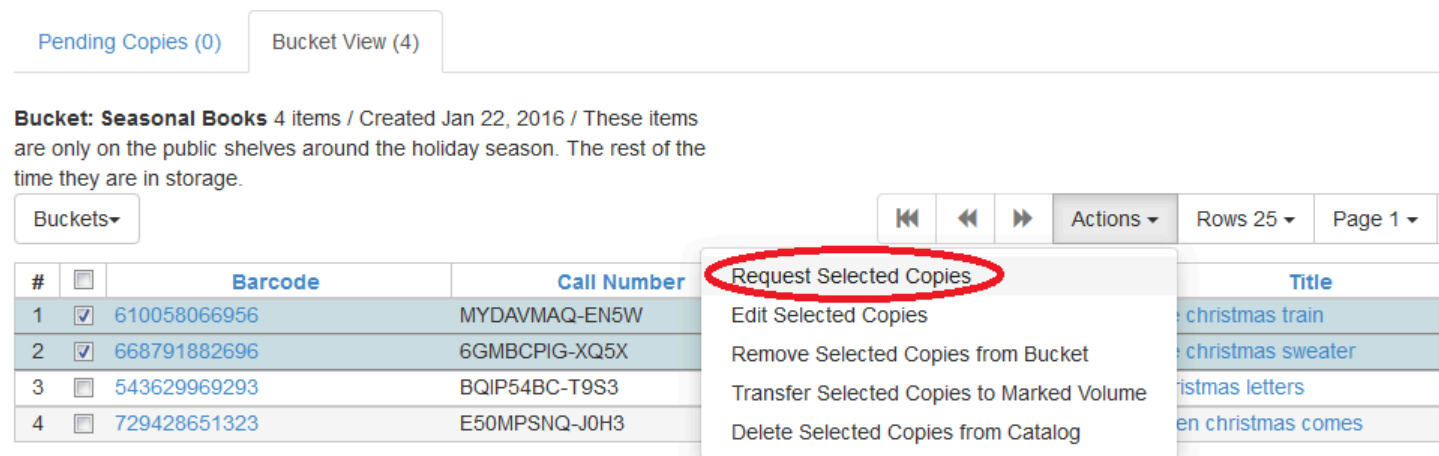 Pending Copies (0) Bucket View (4)
Bucket: Seasonal Books 4 items / Created Jan 22, 2016 / These items
are only on the public shelves around the holiday season. The rest of the
time they are in storage.
Buckets Actions Rows 25 Page 1
# Barcode Call Number Title
Request Selected Copies
Edit Selected Copies
Remove Selected Copies from Bucket
Transfer Selected Copies to Marked Volume
Delete Selected Copies from Catalog
1 610058066956 MYDAVMAQ-EN5W christmas train
2 668791882696 6GMBCPIG-XQ5X christmas sweater
3 543629969293 BQIP54BC-T9S3 ristmas letters
4 729428651323 E50MPSNQ-J0H3 en christmas comes